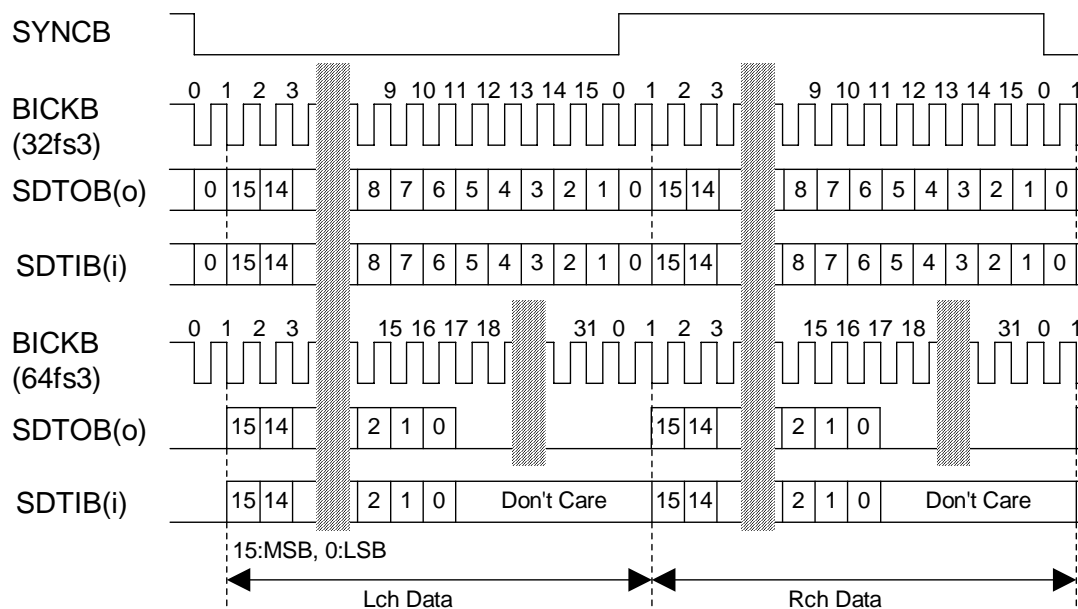 SYNCB
0 1 2 3 9 10 11 12 13 14 15 0 1 2 3 9 10 11 12 13 14 15 0 1
BICKB
(32fs3)
SDTOB(o) 0 15 14 8 7 6 5 4 3 2 1 0 15 14 8 7 6 5 4 3 2 1 0
SDTIB(i) 0 15 14 8 7 6 5 4 3 2 1 0 15 14 8 7 6 5 4 3 2 1 0
0 1 2 3 15 16 17 18 31 0 1 2 3 15 16 17 18 31 0 1
BICKB
(64fs3)
SDTOB(o) 15 14 2 1 0 15 14 2 1 0
SDTIB(i) 15 14 2 1 0 Don't Care 15 14 2 1 0 Don't Care
15:MSB, 0:LSB
Lch Data Rch Data